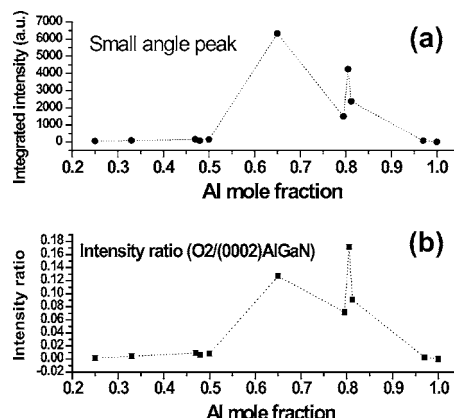 (a)
Small angle peak
Integrated intensity (a.u.)
7000
6000
5000
4000
3000
2000
1000
0
0.2 0.3 0.4 0.5 0.6 0.7 0.8 0.9 1.0
Al mole fraction
(b)
Intensity ratio (O2/(0002)AlGaN)
Intensity ratio
0.18
0.16
0.14
0.12
0.10
0.08
0.06
0.04
0.02
0.00
-0.02
0.2 0.3 0.4 0.5 0.6 0.7 0.8 0.9 1.0
Al mole fraction